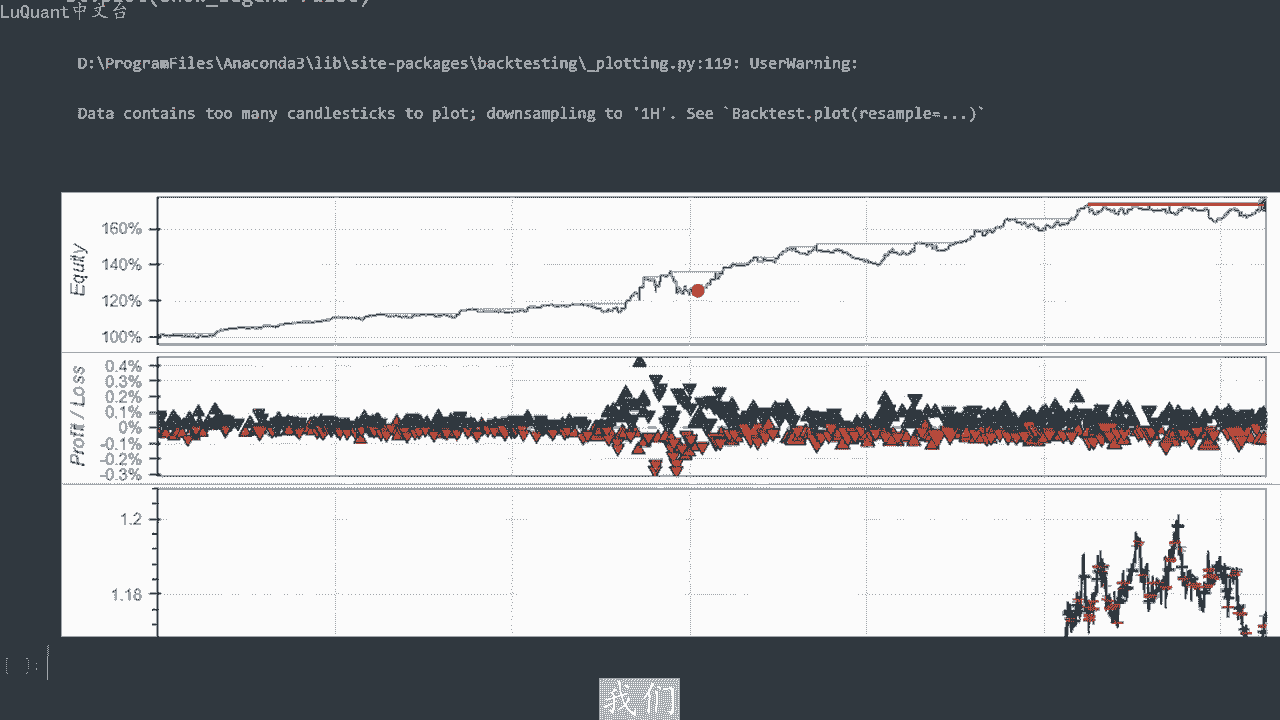 LuQuant中文台
D:\ProgramFiles\Anaconda3\lib\site-packages\backtesting\_plotting.py:119: UserWarning:
Data contains too many candlesticks to plot; downsampling to '1H'. See `Backtest.plot(resample=...)`
Equity
160%
140%
120%
100%
Profit / Loss
0.4%
0.3%
0.2%
0.1%
0%
-0.1%
-0.2%
-0.3%
1.2
1.18
[ ]:
我们